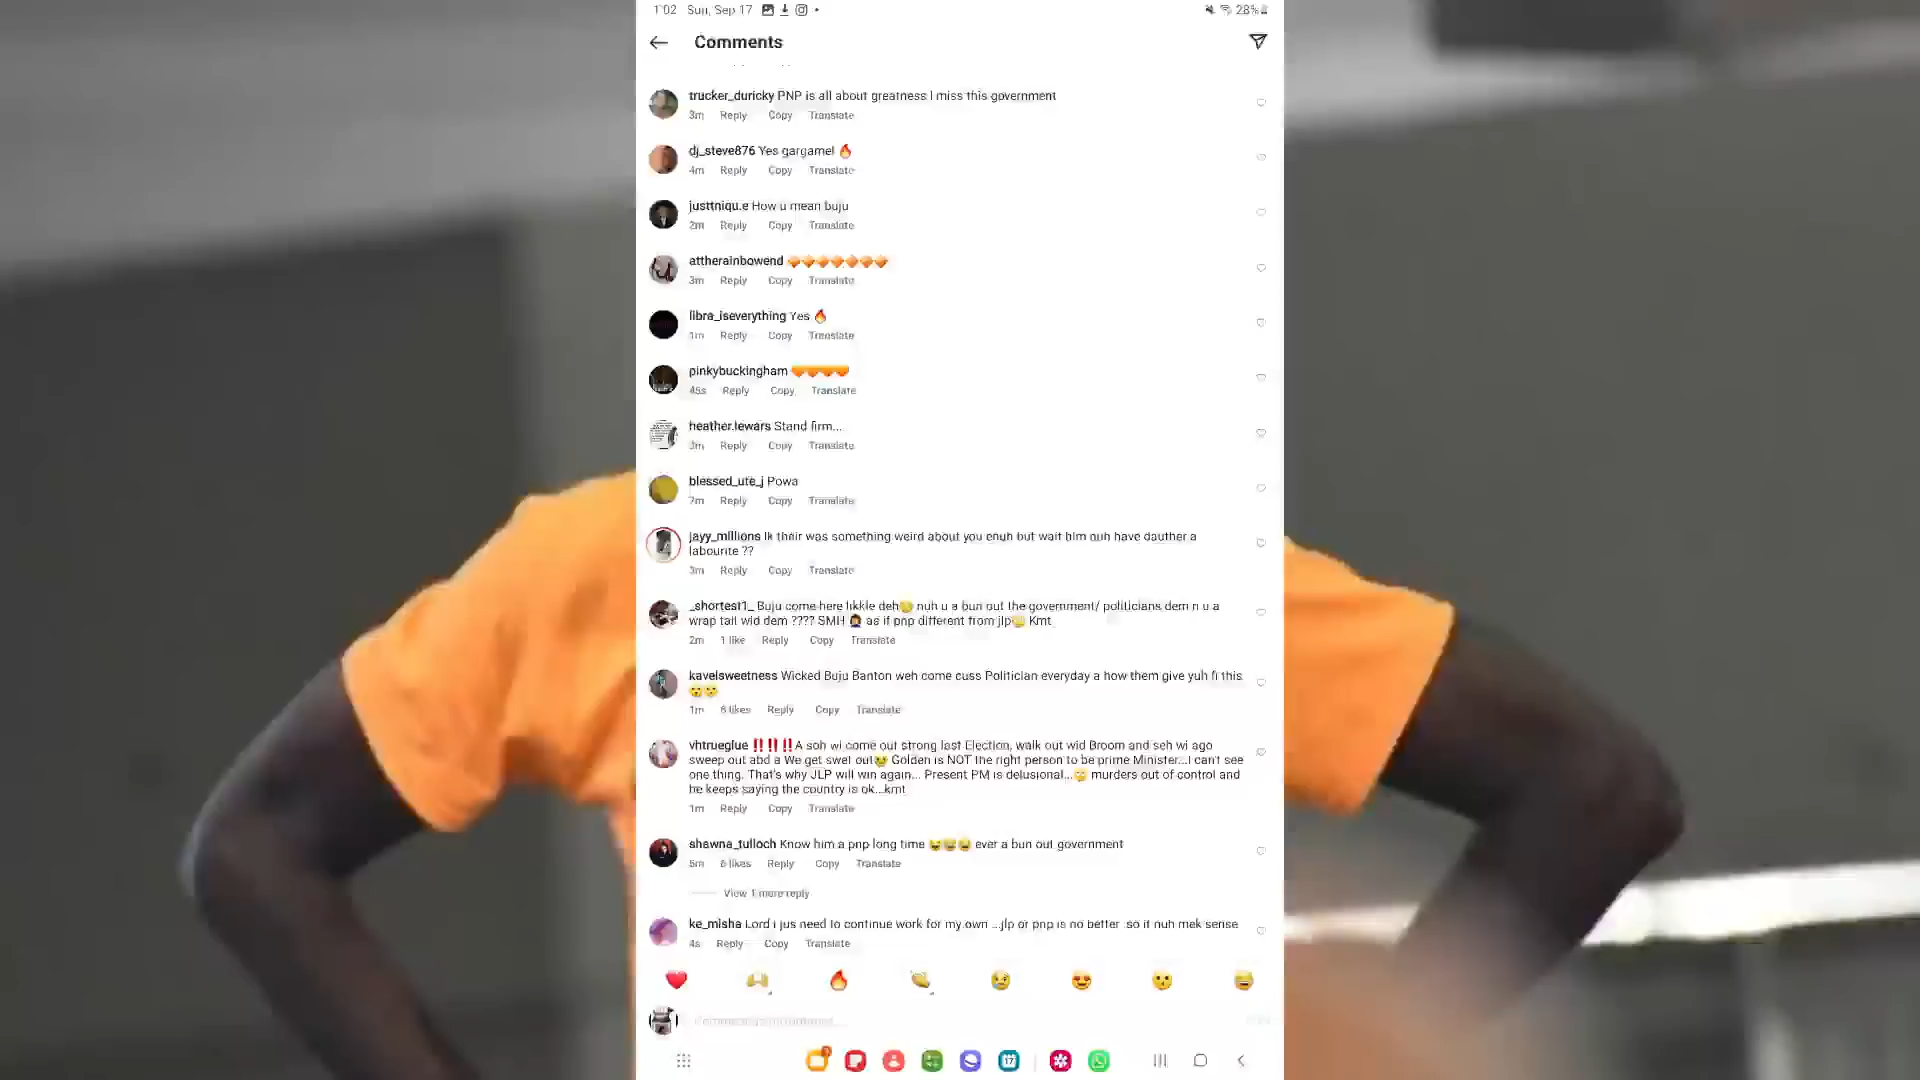 1:02 Sun, Sep 17
28%
Comments
trucker_duricky PNP is all about greatness I miss this government
3m Reply Copy Translate
dj_steve876 Yes gargamel 🔥
4m Reply Copy Translate
justtniqu.e How u mean buju
2m Reply Copy Translate
attherainbowend 🧡🧡🧡🧡🧡🧡🧡
3m Reply Copy Translate
libra_iseverything Yes 🔥
1m Reply Copy Translate
pinkybuckingham 🧡🧡🧡🧡
45s Reply Copy Translate
heather.lewars Stand firm...
3m Reply Copy Translate
blessed_ute_j Powa
7m Reply Copy Translate
jayy_millions Ik their was something weird about you enuh but wait him nuh have dauther a
labourite ??
3m Reply Copy Translate
_shortest1_ Buju come here likkle deh nuh u a bun out the government/ politicians dem n u a
wrap tail wid dem ???? SMH as if pnp different from jlp Kmt
2m 1 like Reply Copy Translate
kavelsweetness Wicked Buju Banton weh come cuss Politician everyday a how them give yuh fi this
1m 6 likes Reply Copy Translate
vhtrueglue ‼️‼️‼️A soh wi come out strong last Election, walk out wid Broom and seh wi ago
sweep out abd a We get swel out Golden is NOT the right person to be prime Minister...I can't see
one thing. That's why JLP will win again... Present PM is delusional... murders out of control and
he keeps saying the country is ok...kmt
1m Reply Copy Translate
shawna_tulloch Know him a pnp long time ever a bun out government
5m 6 likes Reply Copy Translate
View 1 more reply
ke_misha Lord i jus need to continue work for my own ...jlp or pnp is no better .so it nuh mek sense
4s Reply Copy Translate
17